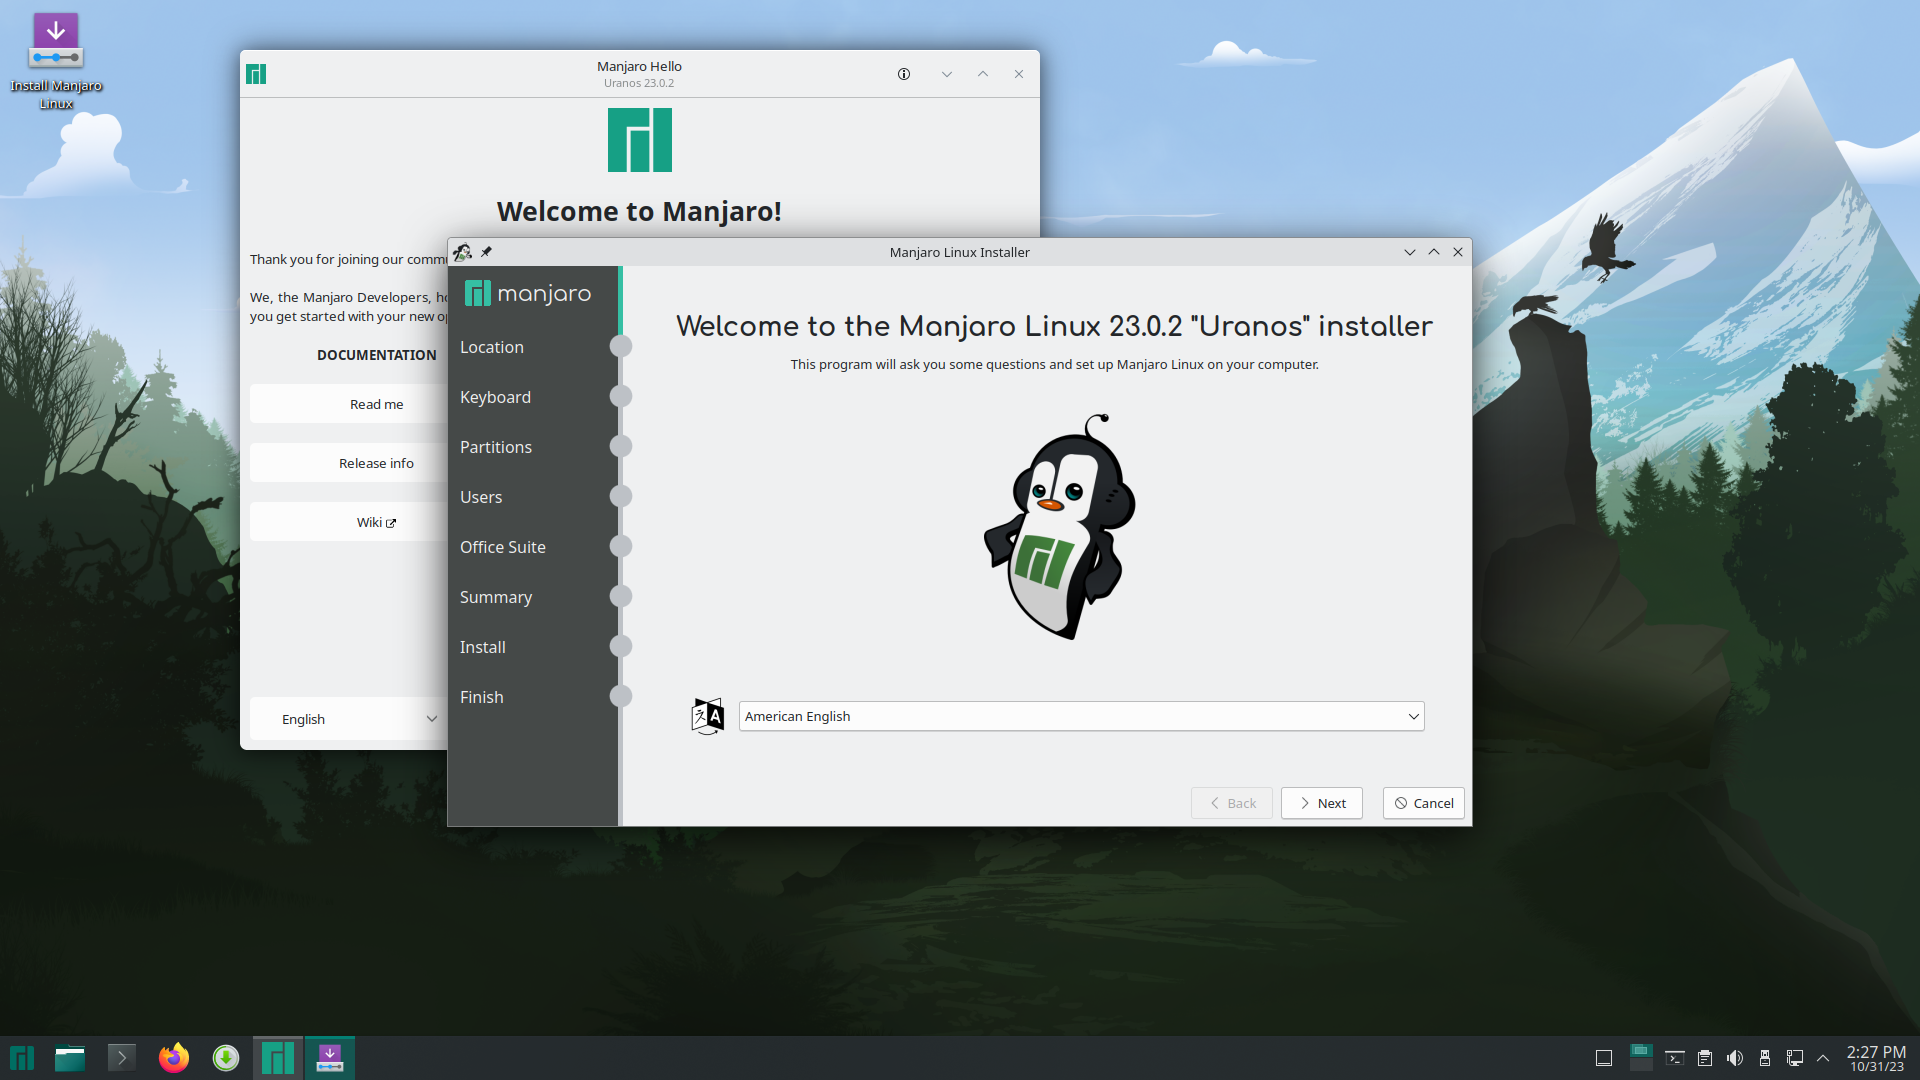 Install Manjaro
Linux
Manjaro Hello
Uranos 23.0.2
Welcome to Manjaro!
Thank you for joining our
We, the Manjaro Developers,
you get started with your new
DOCUMENTATION
Read me
Release info
Wiki
English
Manjaro Linux Installer
manjaro
Location
Keyboard
Partitions
Users
Office Suite
Summary
Install
Finish
Welcome to the Manjaro Linux 23.0.2 "Uranos" installer
This program will ask you some questions and set up Manjaro Linux on your computer.
American English
Back
Next
Cancel
2:27 PM
10/31/23